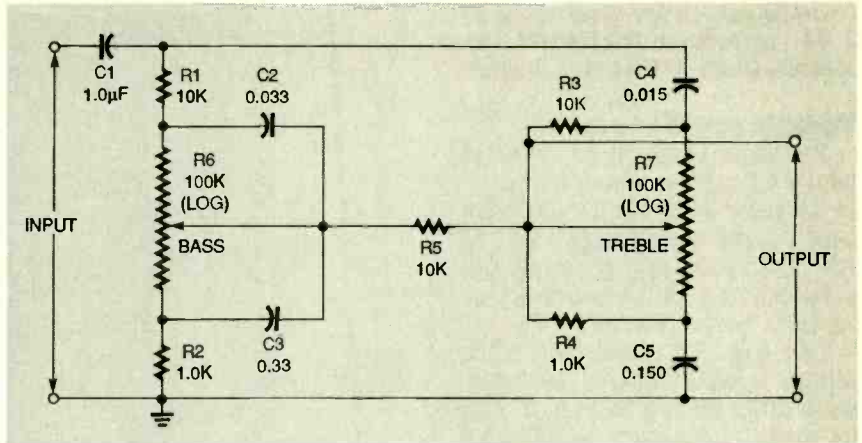 C1
1.0µF
R1
10K
C2
0.033
R3
10K
C4
0.015
R6
100K
(LOG)
R7
100K
(LOG)
INPUT
BASS
R5
10K
TREBLE
OUTPUT
R2
1.0K
C3
0.33
R4
1.0K
C5
0.150